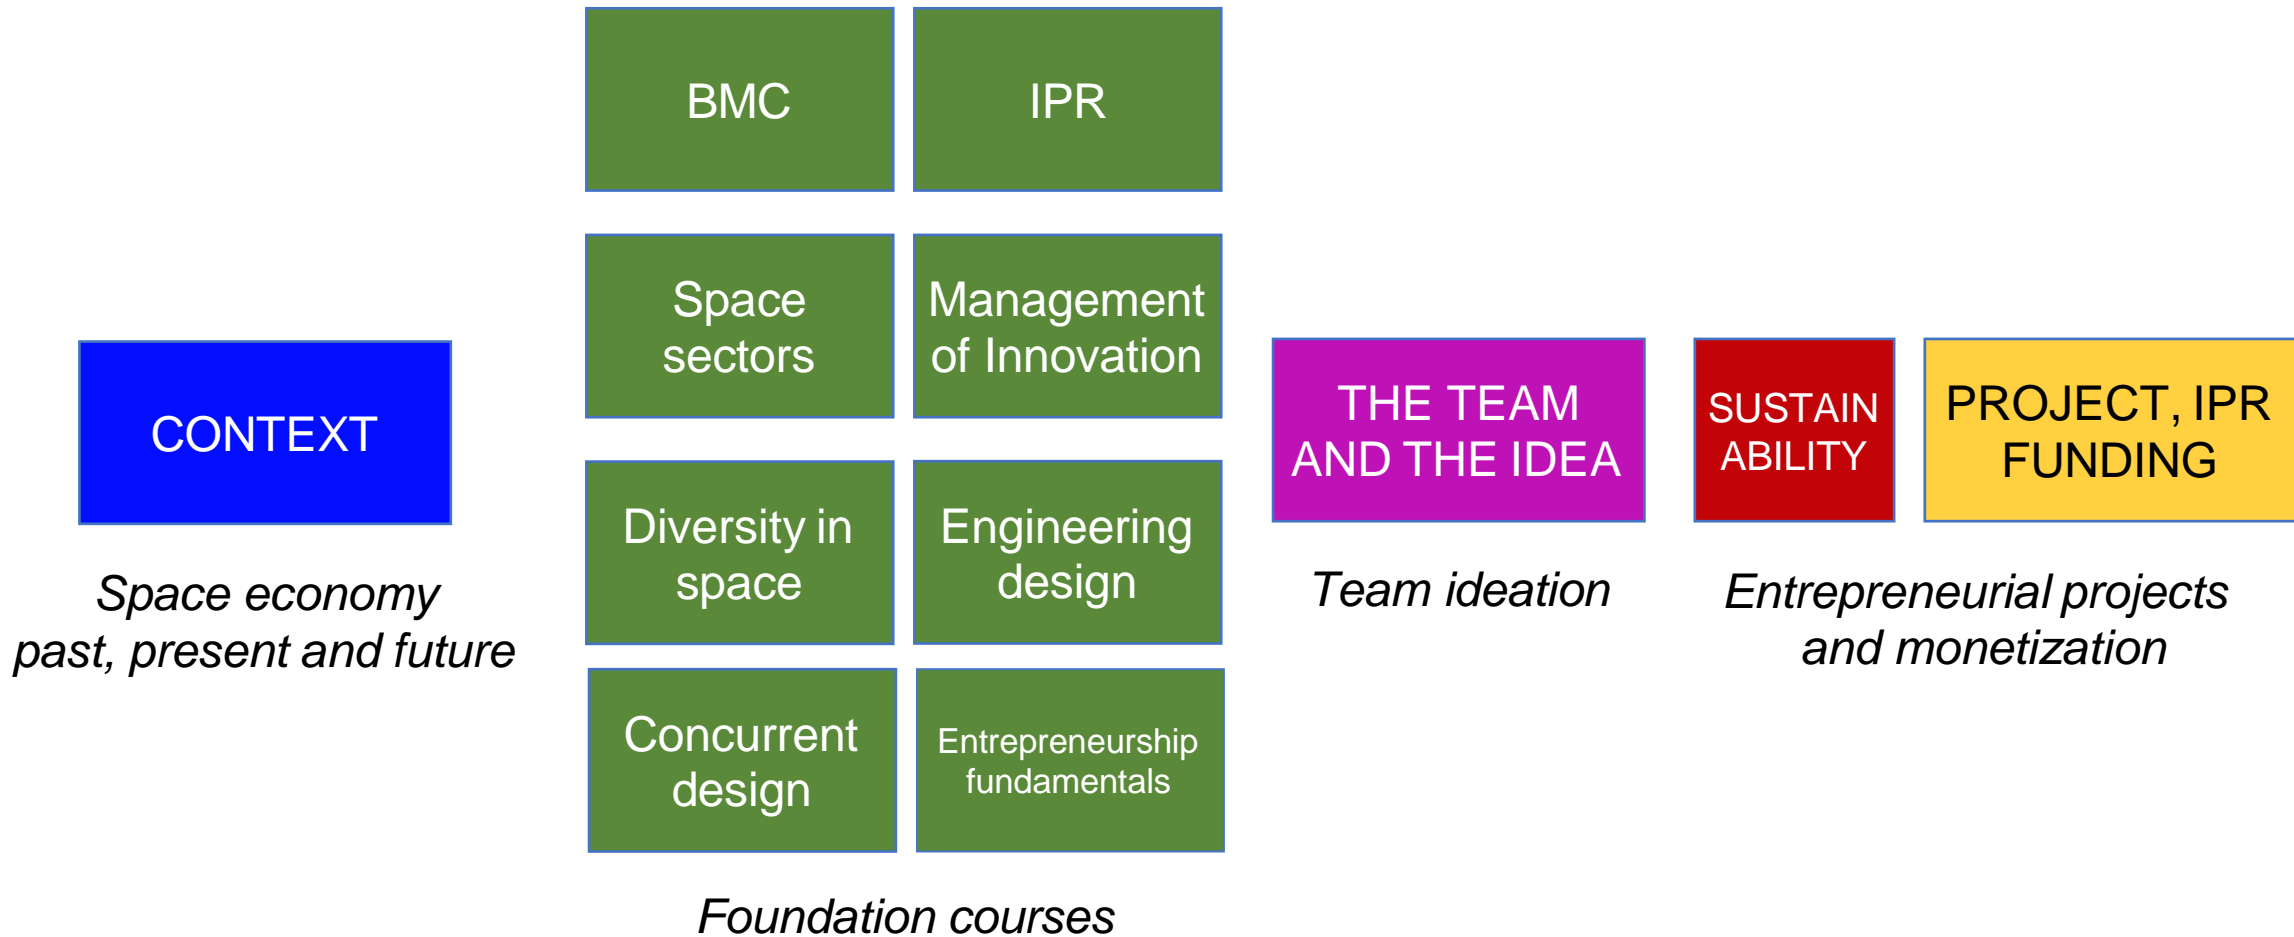 CONTEXT
Space economy
past, present and future
BMC
IPR
Space
sectors
Management
of Innovation
Diversity in
space
Engineering
design
Concurrent
design
Entrepreneurship
fundamentals
Foundation courses
THE TEAM
AND THE IDEA
Team ideation
SUSTAIN
ABILITY
PROJECT, IPR
FUNDING
Entrepreneurial projects
and monetization